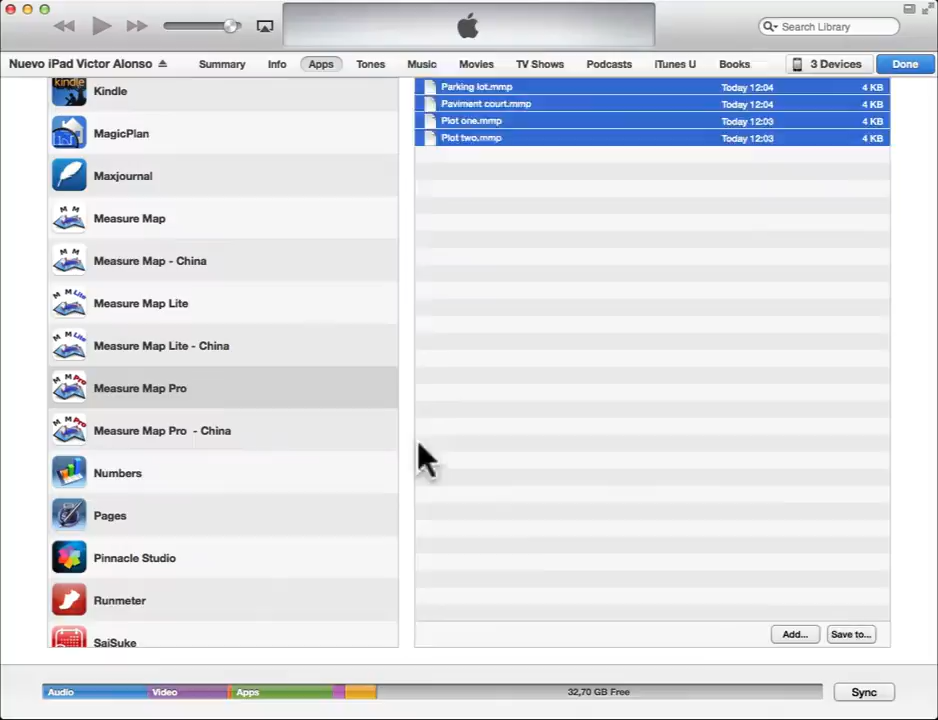 Search Library
Nuevo iPad Victor Alonso Summary Info Apps Tones Music Movies TV Shows Podcasts iTunes U Books 3 Devices Done
Kindle
MagicPlan
Maxjournal
Measure Map
Measure Map - China
Measure Map Lite
Measure Map Lite - China
Measure Map Pro
Measure Map Pro - China
Numbers
Pages
Pinnacle Studio
Runmeter
SaiSuke
Parking lot.mmp Today 12:04 4 KB
Paviment court.mmp Today 12:04 4 KB
Plot one.mmp Today 12:03 4 KB
Plot two.mmp Today 12:03 4 KB
Add... Save to...
Audio Video Apps 32,70 GB Free Sync